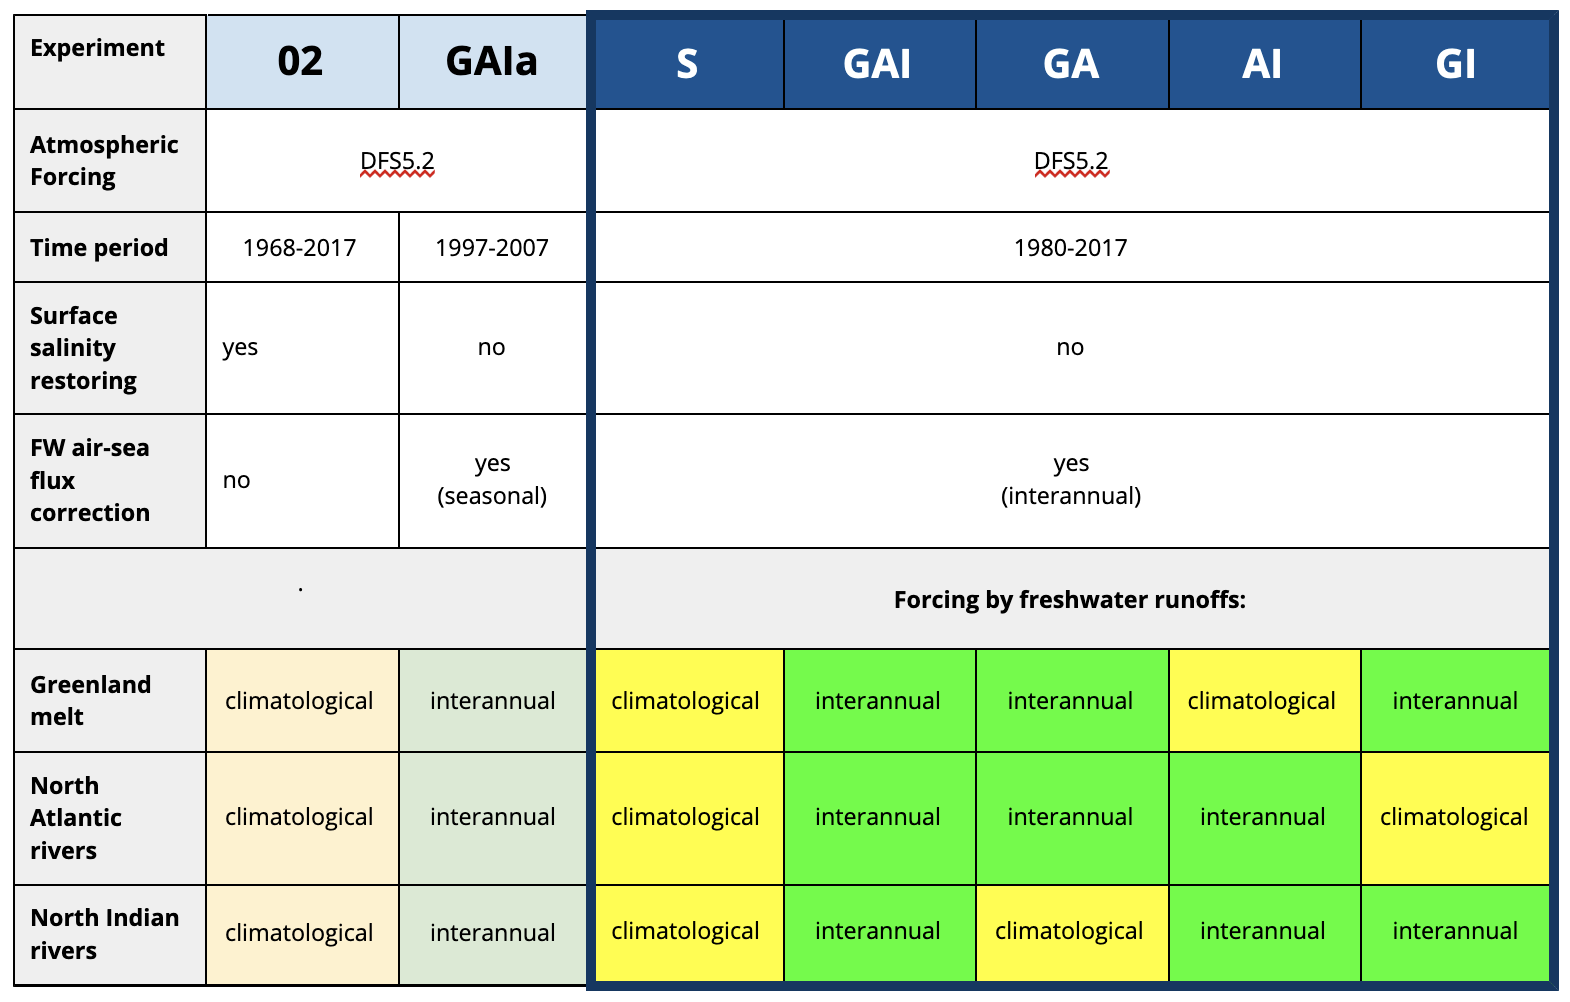 Experiment
02
GAIa
S
GAI
GA
AI
GI
Atmospheric
Forcing
DFS5.2
DFS5.2
Time period
1968-2017
1997-2007
1980-2017
Surface
salinity
restoring
yes
no
no
FW air-sea
flux
correction
no
yes
(seasonal)
yes
(interannual)
.
Forcing by freshwater runoffs:
Greenland
melt
climatological
interannual
climatological
interannual
interannual
climatological
interannual
North
Atlantic
rivers
climatological
interannual
climatological
interannual
interannual
interannual
climatological
North Indian
rivers
climatological
interannual
climatological
interannual
climatological
interannual
interannual